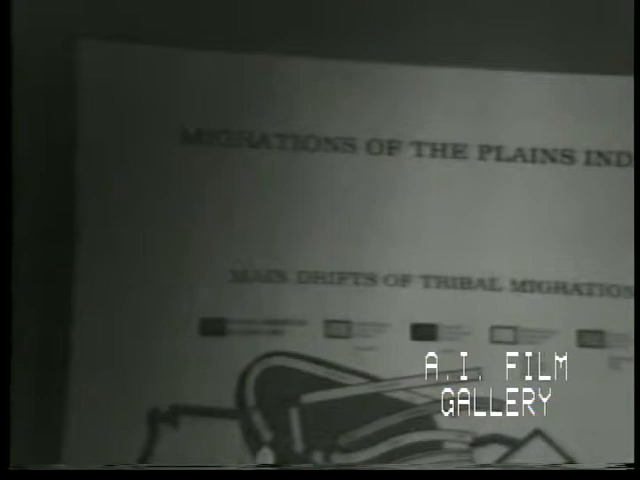 MIGRATIONS OF THE PLAINS IND
MAIN DRIFTS OF TRIBAL MIGRATION
A.I. FILM
GALLERY